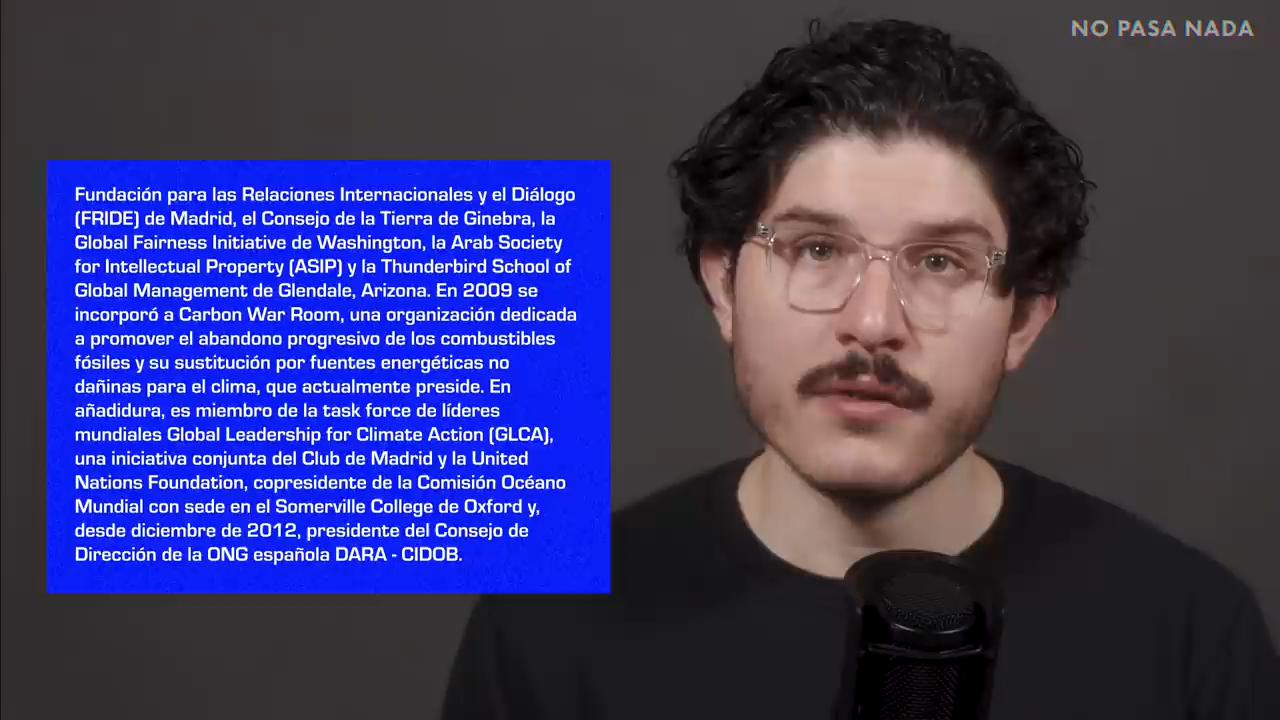 NO PASA NADA
Fundación para las Relaciones Internacionales y el Diálogo
(FRIDE) de Madrid, el Consejo de la Tierra de Ginebra, la
Global Fairness Initiative de Washington, la Arab Society
for Intellectual Property (ASIP) y la Thunderbird School of
Global Management de Glendale, Arizona. En 2009 se
incorporó a Carbon War Room, una organización dedicada
a promover el abandono progresivo de los combustibles
fósiles y su sustitución por fuentes energéticas no
dañinas para el clima, que actualmente preside. En
añadidura, es miembro de la task force de líderes
mundiales Global Leadership for Climate Action (GLCA),
una iniciativa conjunta del Club de Madrid y la United
Nations Foundation, copresidente de la Comisión Océano
Mundial con sede en el Somerville College de Oxford y,
desde diciembre de 2012, presidente del Consejo de
Dirección de la ONG española DARA - CIDOB.